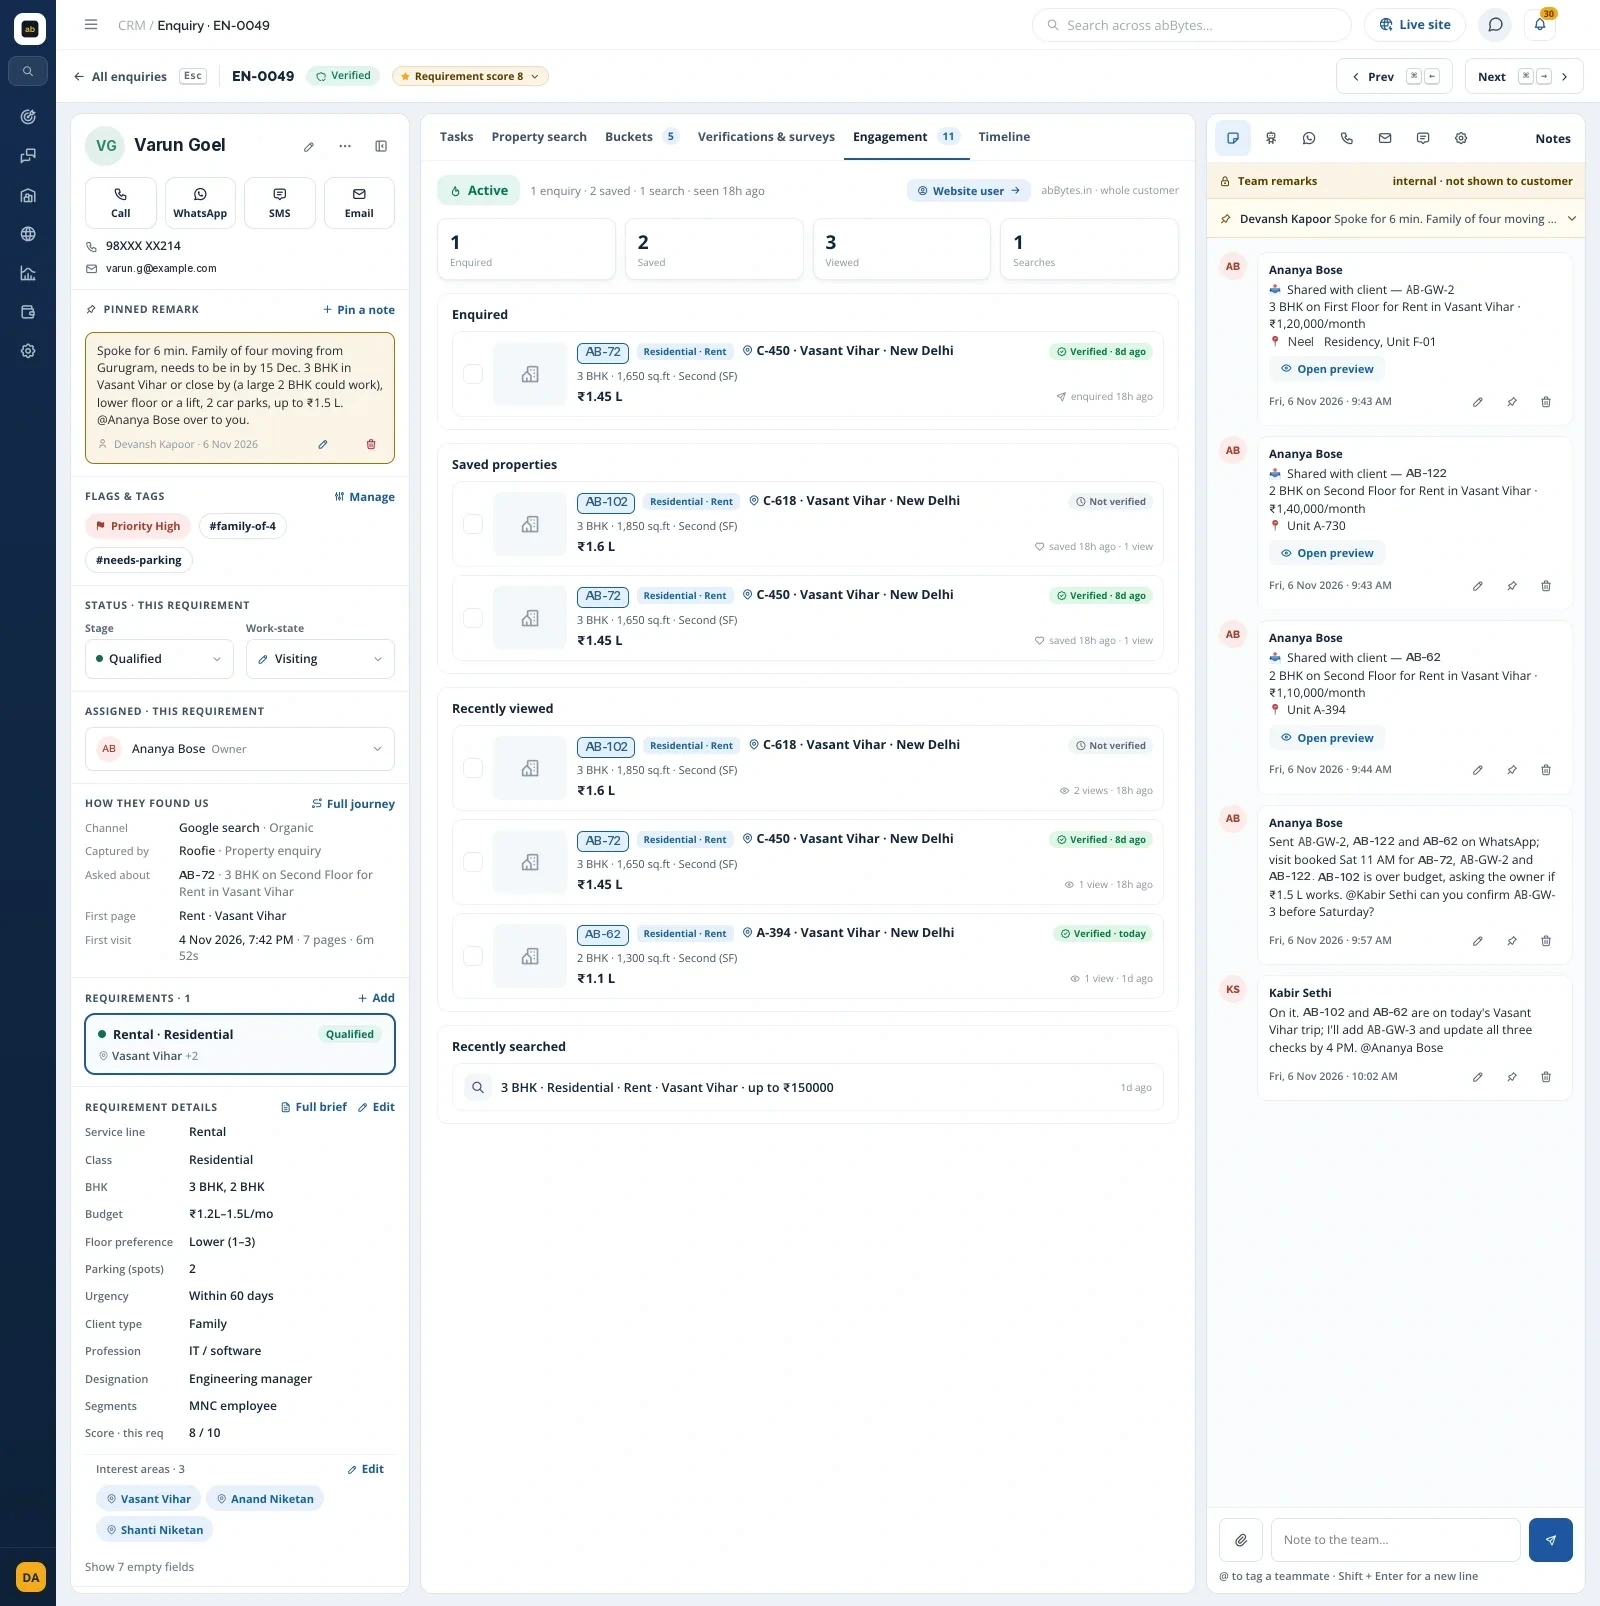 ab
CRM / Enquiry · EN-0049
Search across abBytes...
Live site
30
All enquiries Esc
EN-0049
Verified
Requirement score 8
Prev ⌘ ←
Next ⌘ →
VG Varun Goel
Call
WhatsApp
SMS
Email
98XXX XX214
varun.g@example.com
PINNED REMARK
+ Pin a note
Spoke for 6 min. Family of four moving from
Gurugram, needs to be in by 15 Dec. 3 BHK in
Vasant Vihar or close by (a large 2 BHK could work),
lower floor or a lift, 2 car parks, up to ₹1.5 L.
@Ananya Bose over to you.
Devansh Kapoor · 6 Nov 2026
FLAGS & TAGS
Manage
Priority High
#family-of-4
#needs-parking
STATUS · THIS REQUIREMENT
Stage
Work-state
Qualified
Visiting
ASSIGNED · THIS REQUIREMENT
AB Ananya Bose Owner
HOW THEY FOUND US
Full journey
Channel Google search · Organic
Captured by Roofie · Property enquiry
Asked about AB-72 · 3 BHK on Second Floor for
Rent in Vasant Vihar
First page Rent · Vasant Vihar
First visit 4 Nov 2026, 7:42 PM · 7 pages · 6m
52s
REQUIREMENTS · 1
+ Add
Rental · Residential
Qualified
Vasant Vihar +2
REQUIREMENT DETAILS
Full brief
Edit
Service line Rental
Class Residential
BHK 3 BHK, 2 BHK
Budget ₹1.2L–1.5L/mo
Floor preference Lower (1–3)
Parking (spots) 2
Urgency Within 60 days
Client type Family
Profession IT / software
Designation Engineering manager
Segments MNC employee
Score · this req 8 / 10
Interest areas · 3
Edit
Vasant Vihar
Anand Niketan
Shanti Niketan
Show 7 empty fields
DA
Tasks
Property search
Buckets 5
Verifications & surveys
Engagement 11
Timeline
Active
1 enquiry · 2 saved · 1 search · seen 18h ago
Website user →
abBytes.in · whole customer
1
Enquired
2
Saved
3
Viewed
1
Searches
Enquired
AB-72 Residential · Rent C-450 · Vasant Vihar · New Delhi Verified · 8d ago
3 BHK · 1,650 sq.ft · Second (SF)
₹1.45 L enquired 18h ago
Saved properties
AB-102 Residential · Rent C-618 · Vasant Vihar · New Delhi Not verified
3 BHK · 1,850 sq.ft · Second (SF)
₹1.6 L saved 18h ago · 1 view
AB-72 Residential · Rent C-450 · Vasant Vihar · New Delhi Verified · 8d ago
3 BHK · 1,650 sq.ft · Second (SF)
₹1.45 L saved 18h ago · 1 view
Recently viewed
AB-102 Residential · Rent C-618 · Vasant Vihar · New Delhi Not verified
3 BHK · 1,850 sq.ft · Second (SF)
₹1.6 L 2 views · 18h ago
AB-72 Residential · Rent C-450 · Vasant Vihar · New Delhi Verified · 8d ago
3 BHK · 1,650 sq.ft · Second (SF)
₹1.45 L 1 view · 18h ago
AB-62 Residential · Rent A-394 · Vasant Vihar · New Delhi Verified · today
2 BHK · 1,300 sq.ft · Second (SF)
₹1.1 L 1 view · 1d ago
Recently searched
3 BHK · Residential · Rent · Vasant Vihar · up to ₹150000 1d ago
Notes
Team remarks internal · not shown to customer
Devansh Kapoor Spoke for 6 min. Family of four moving ...
AB
Ananya Bose
Shared with client — AB-GW-2
3 BHK on First Floor for Rent in Vasant Vihar ·
₹1,20,000/month
Neel Residency, Unit F-01
Open preview
Fri, 6 Nov 2026 · 9:43 AM
AB
Ananya Bose
Shared with client — AB-122
2 BHK on Second Floor for Rent in Vasant Vihar ·
₹1,40,000/month
Unit A-730
Open preview
Fri, 6 Nov 2026 · 9:43 AM
AB
Ananya Bose
Shared with client — AB-62
2 BHK on Second Floor for Rent in Vasant Vihar ·
₹1,10,000/month
Unit A-394
Open preview
Fri, 6 Nov 2026 · 9:44 AM
AB
Ananya Bose
Sent AB-GW-2, AB-122 and AB-62 on WhatsApp;
visit booked Sat 11 AM for AB-72, AB-GW-2 and
AB-122. AB-102 is over budget, asking the owner if
₹1.5 L works. @Kabir Sethi can you confirm AB-GW-
3 before Saturday?
Fri, 6 Nov 2026 · 9:57 AM
KS
Kabir Sethi
On it. AB-102 and AB-62 are on today's Vasant
Vihar trip; I'll add AB-GW-3 and update all three
checks by 4 PM. @Ananya Bose
Fri, 6 Nov 2026 · 10:02 AM
Note to the team...
@ to tag a teammate · Shift + Enter for a new line